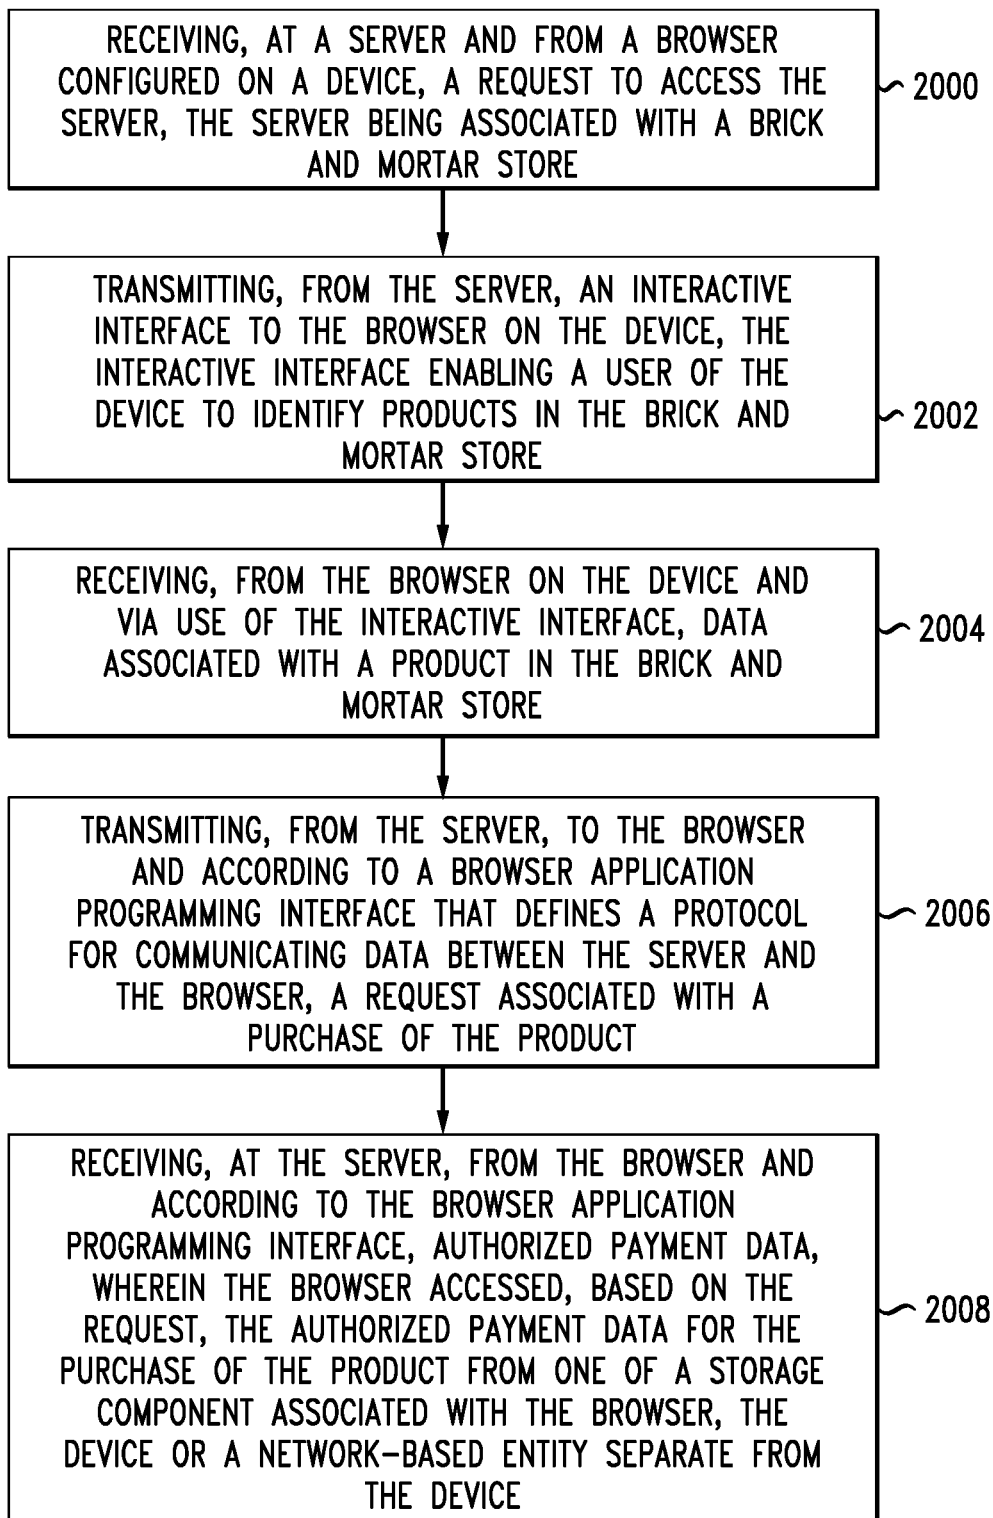 RECEIVING, AT A SERVER AND FROM A BROWSER
CONFIGURED ON A DEVICE, A REQUEST TO ACCESS THE
SERVER, THE SERVER BEING ASSOCIATED WITH A BRICK
AND MORTAR STORE
2000
TRANSMITTING, FROM THE SERVER, AN INTERACTIVE
INTERFACE TO THE BROWSER ON THE DEVICE, THE
INTERACTIVE INTERFACE ENABLING A USER OF THE
DEVICE TO IDENTIFY PRODUCTS IN THE BRICK AND
MORTAR STORE
2002
RECEIVING, FROM THE BROWSER ON THE DEVICE AND
VIA USE OF THE INTERACTIVE INTERFACE, DATA
ASSOCIATED WITH A PRODUCT IN THE BRICK AND
MORTAR STORE
2004
TRANSMITTING, FROM THE SERVER, TO THE BROWSER
AND ACCORDING TO A BROWSER APPLICATION
PROGRAMMING INTERFACE THAT DEFINES A PROTOCOL
FOR COMMUNICATING DATA BETWEEN THE SERVER AND
THE BROWSER, A REQUEST ASSOCIATED WITH A
PURCHASE OF THE PRODUCT
2006
RECEIVING, AT THE SERVER, FROM THE BROWSER AND
ACCORDING TO THE BROWSER APPLICATION
PROGRAMMING INTERFACE, AUTHORIZED PAYMENT DATA,
WHEREIN THE BROWSER ACCESSED, BASED ON THE
REQUEST, THE AUTHORIZED PAYMENT DATA FOR THE
PURCHASE OF THE PRODUCT FROM ONE OF A STORAGE
COMPONENT ASSOCIATED WITH THE BROWSER, THE
DEVICE OR A NETWORK-BASED ENTITY SEPARATE FROM
THE DEVICE
2008